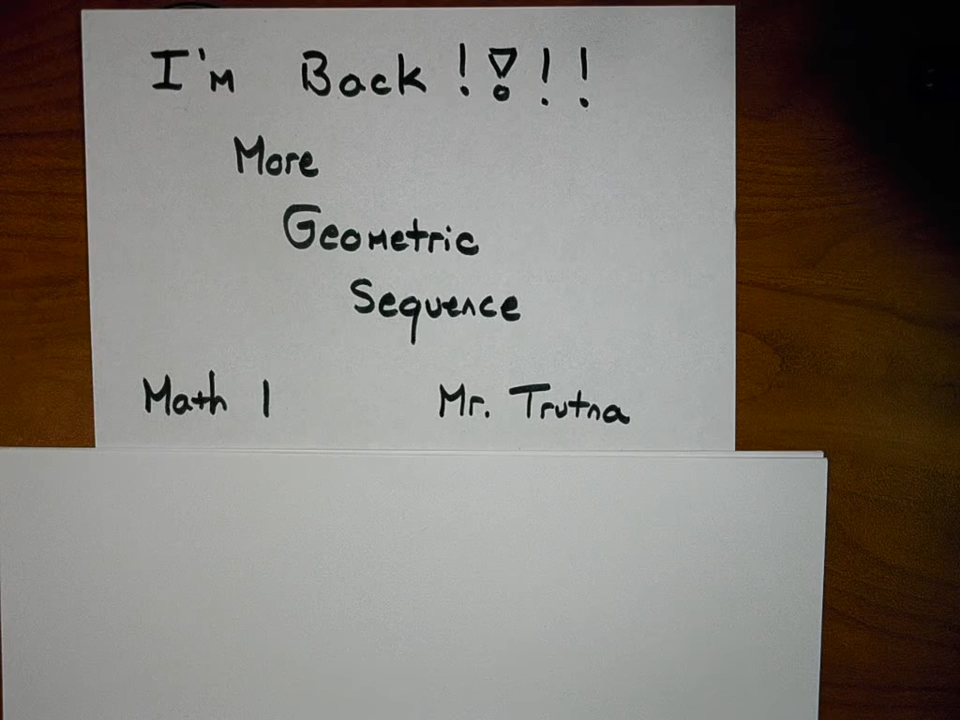 I'm Back !!!!
More
Geometric
Sequence
Math 1 Mr. Trutna